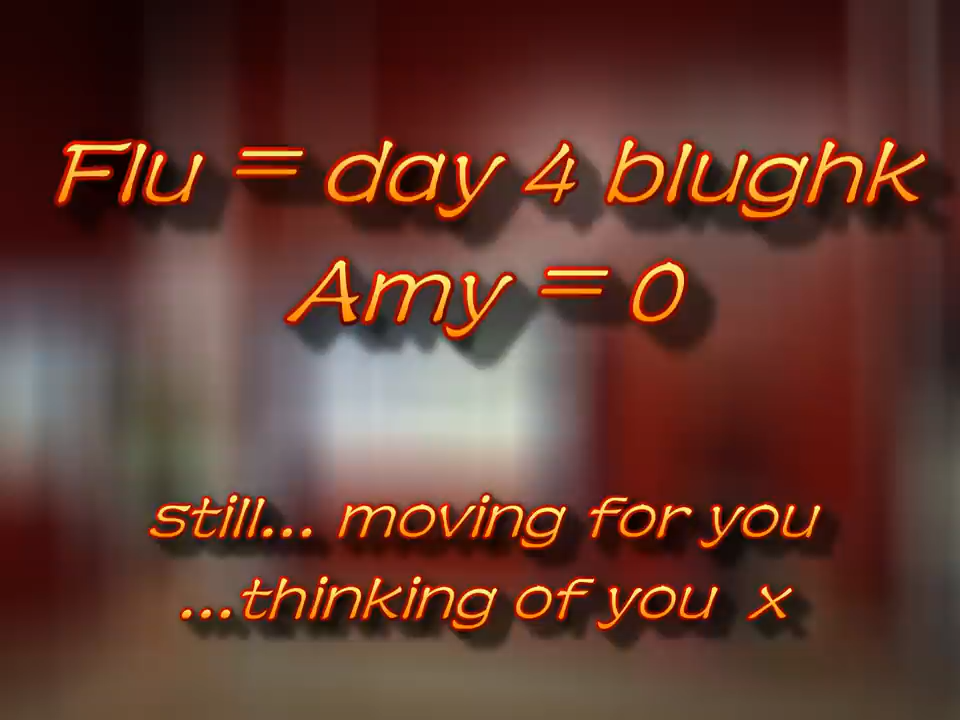 Flu = day 4 blughk
Amy = 0
still... moving for you
...thinking of you x